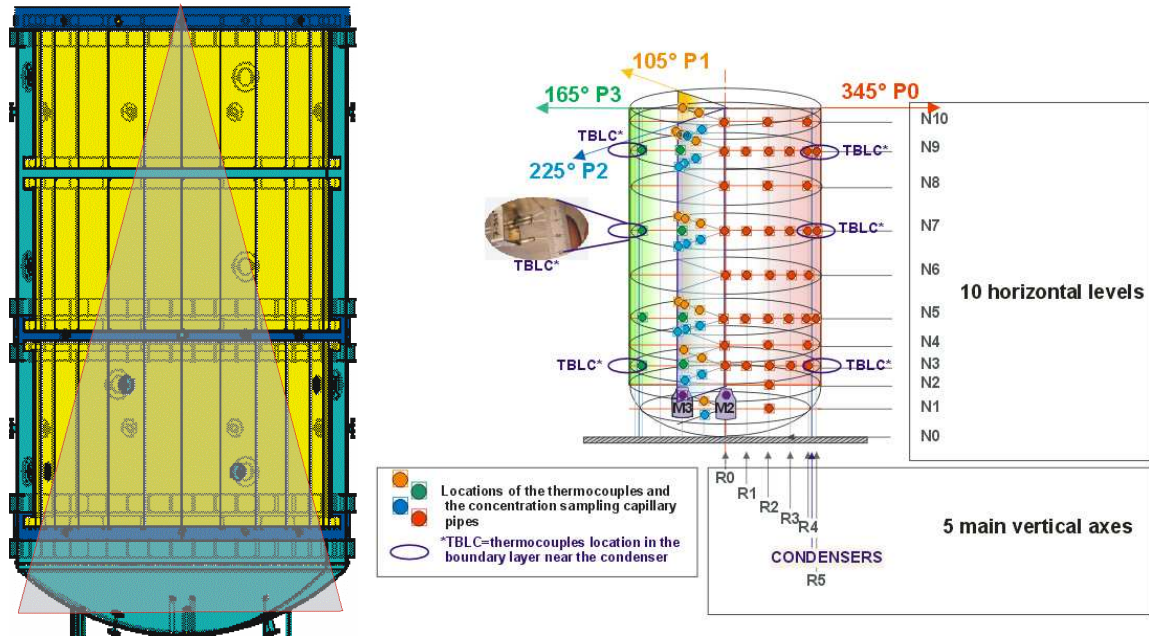 105° P1
165° P3
345° P0
TBLC*
225° P2
TBLC*
TBLC*
TBLC*
TBLC*
TBLC*
M3
M2
N10
N9
N8
N7
N6
N5
N4
N3
N2
N1
N0
10 horizontal levels
R0
R1
R2
R3
R4
CONDENSERS
R5
5 main vertical axes
Locations of the thermocouples and
the concentration sampling capillary
pipes
*TBLC=thermocouples location in the
boundary layer near the condenser